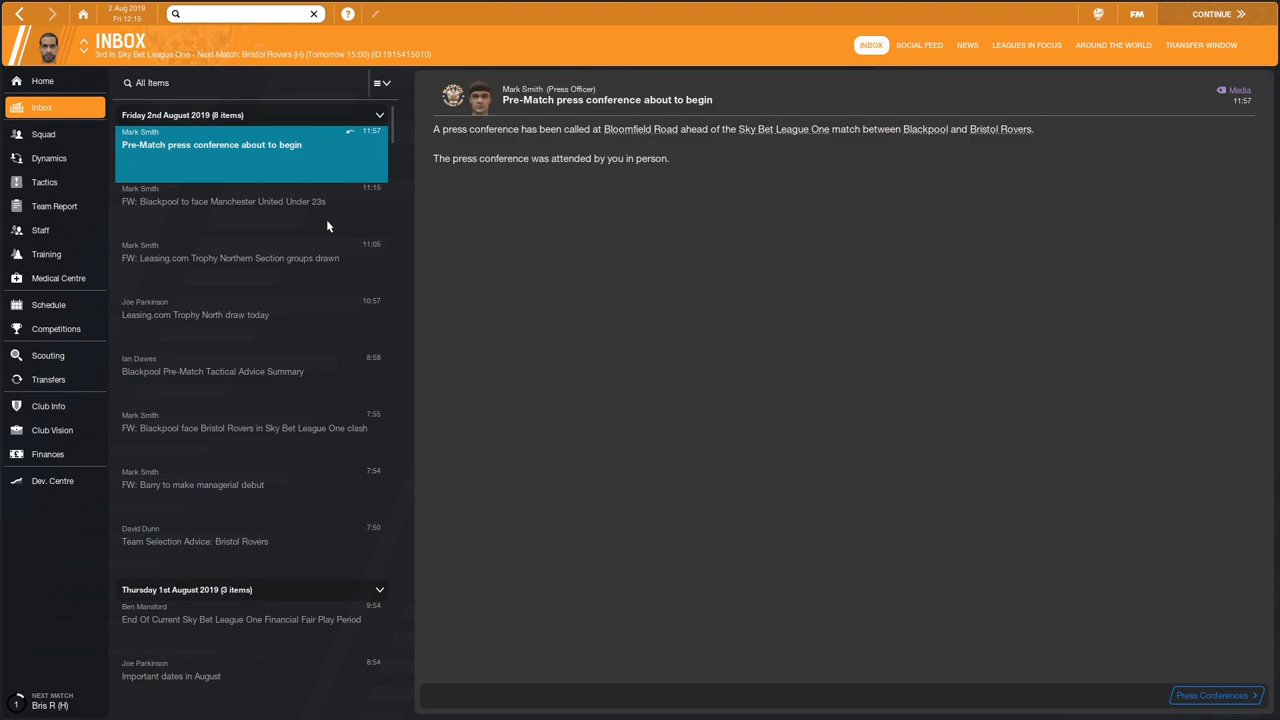 2 Aug 2019
Fri 12:15
FM
CONTINUE
INBOX
3rd in Sky Bet League One - Next Match: Bristol Rovers (H) (Tomorrow 15:00) (ID:1915415010)
INBOX
SOCIAL FEED
NEWS
LEAGUES IN FOCUS
AROUND THE WORLD
TRANSFER WINDOW
Home
Inbox
Squad
Dynamics
Tactics
Team Report
Staff
Training
Medical Centre
Schedule
Competitions
Scouting
Transfers
Club Info
Club Vision
Finances
Dev. Centre
1
NEXT MATCH
Bris R (H)
All Items
Friday 2nd August 2019 (8 items)
Mark Smith 11:57
Pre-Match press conference about to begin
Mark Smith 11:15
FW: Blackpool to face Manchester United Under 23s
Mark Smith 11:05
FW: Leasing.com Trophy Northern Section groups drawn
Joe Parkinson 10:57
Leasing.com Trophy North draw today
Ian Dawes 8:58
Blackpool Pre-Match Tactical Advice Summary
Mark Smith 7:55
FW: Blackpool face Bristol Rovers in Sky Bet League One clash
Mark Smith 7:54
FW: Barry to make managerial debut
David Dunn 7:50
Team Selection Advice: Bristol Rovers
Thursday 1st August 2019 (3 items)
Ben Mansford 9:54
End Of Current Sky Bet League One Financial Fair Play Period
Joe Parkinson 8:54
Important dates in August
Mark Smith (Press Officer)
Pre-Match press conference about to begin
Media
11:57
A press conference has been called at Bloomfield Road ahead of the Sky Bet League One match between Blackpool and Bristol Rovers.
The press conference was attended by you in person.
Press Conferences